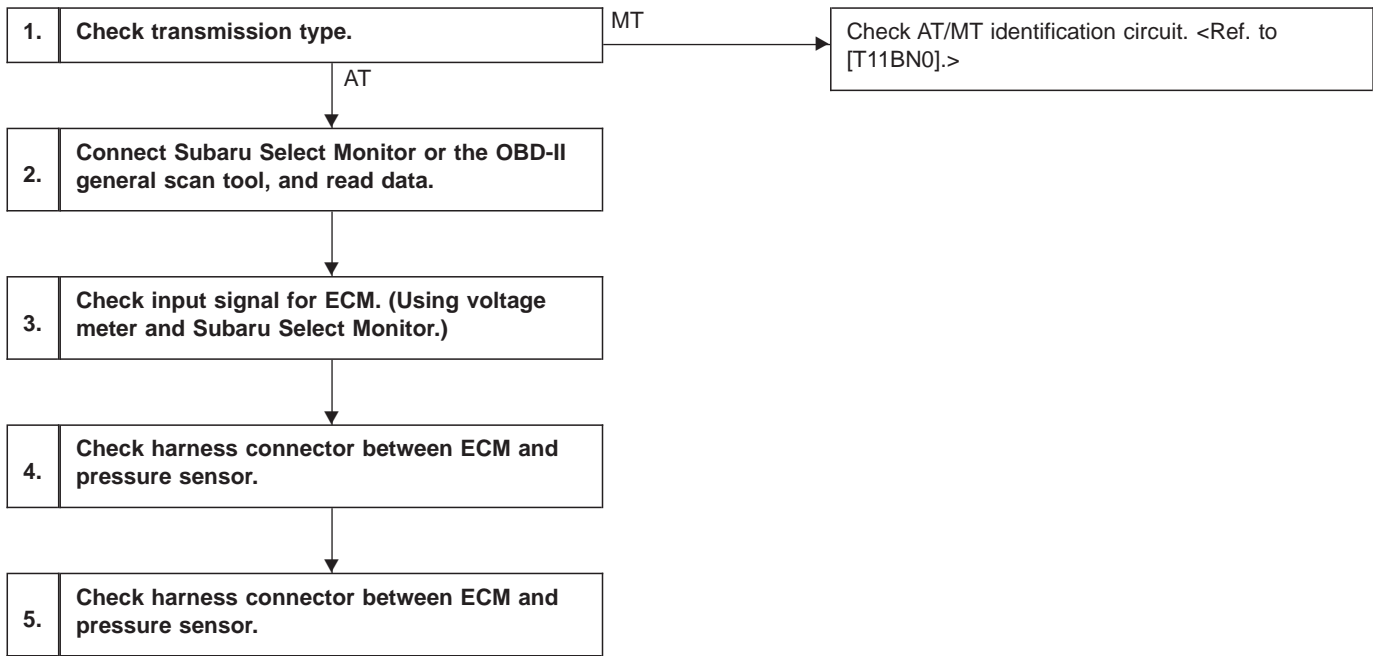 1. Check transmission type.
MT
Check AT/MT identification circuit. <Ref. to
[T11BN0].>
AT
2. Connect Subaru Select Monitor or the OBD-II
general scan tool, and read data.
3. Check input signal for ECM. (Using voltage
meter and Subaru Select Monitor.)
4. Check harness connector between ECM and
pressure sensor.
5. Check harness connector between ECM and
pressure sensor.